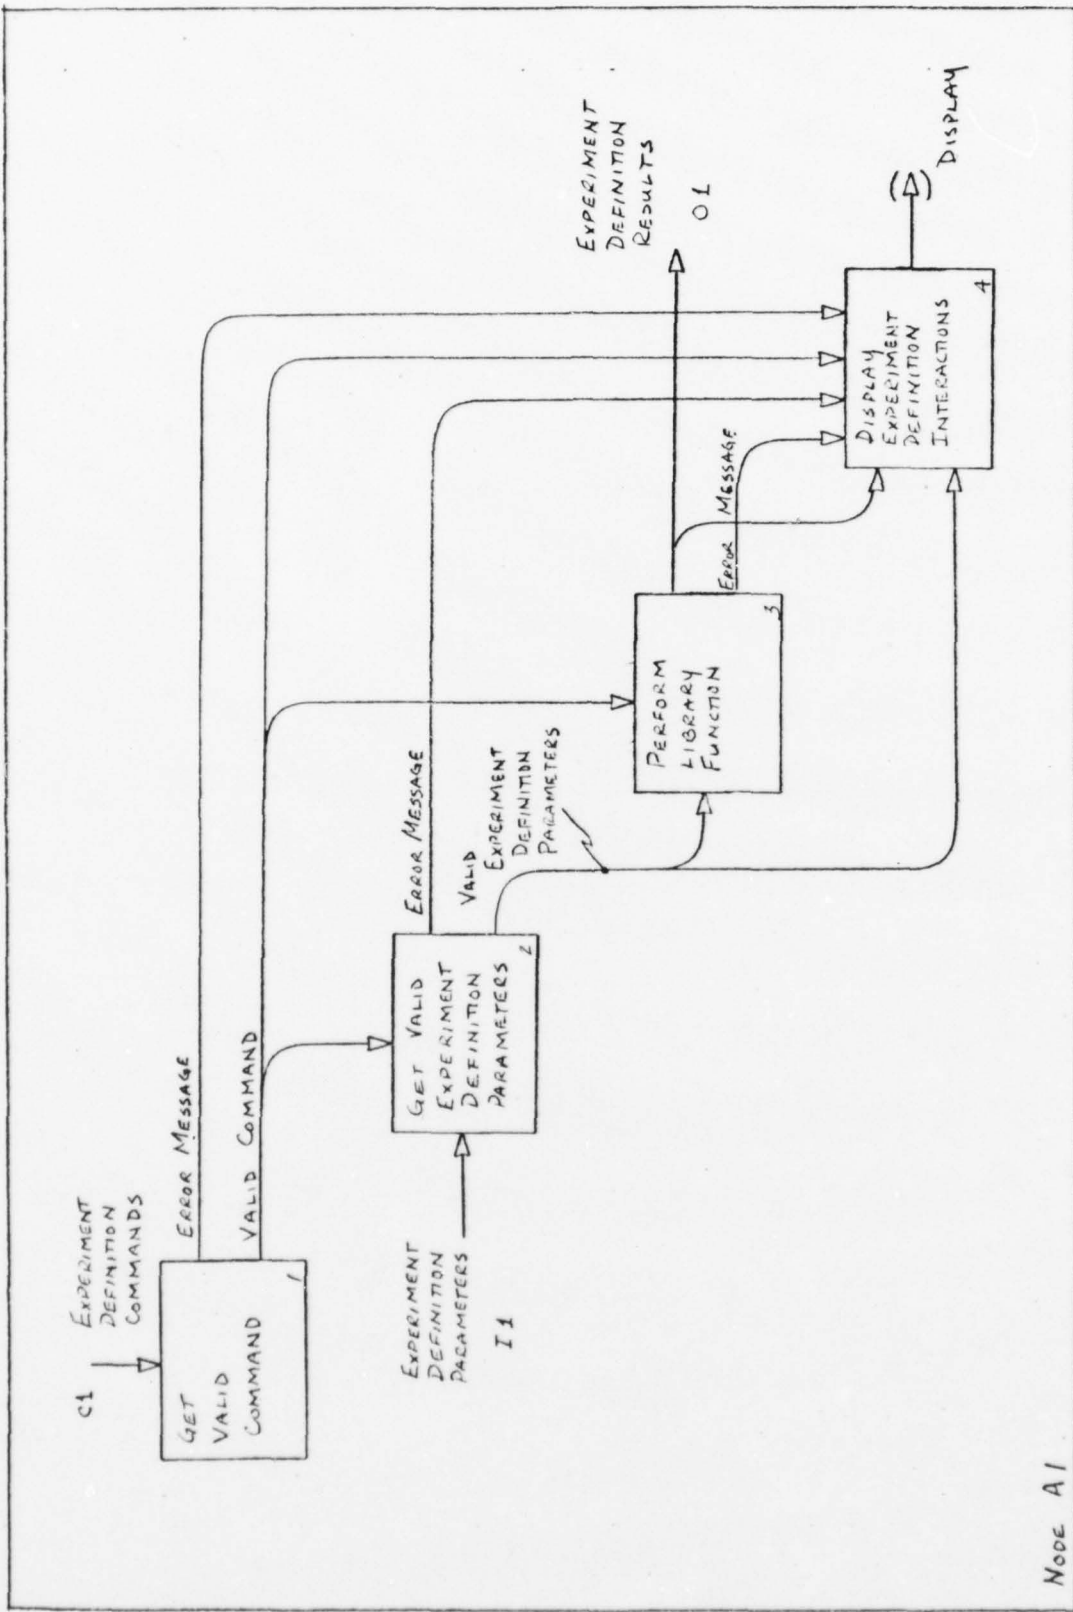 C1
EXPERIMENT
DEFINITION
COMMANDS
GET
VALID
COMMAND
1
ERROR MESSAGE
VALID COMMAND
EXPERIMENT
DEFINITION
PARAMETERS
I1
GET VALID
EXPERIMENT
DEFINITION
PARAMETERS
2
ERROR MESSAGE
VALID
EXPERIMENT
DEFINITION
PARAMETERS
PERFORM
LIBRARY
FUNCTION
3
ERROR MESSAGE
EXPERIMENT
DEFINITION
RESULTS
O1
DISPLAY
EXPERIMENT
DEFINITION
INTERACTIONS
4
DISPLAY
NODE A1